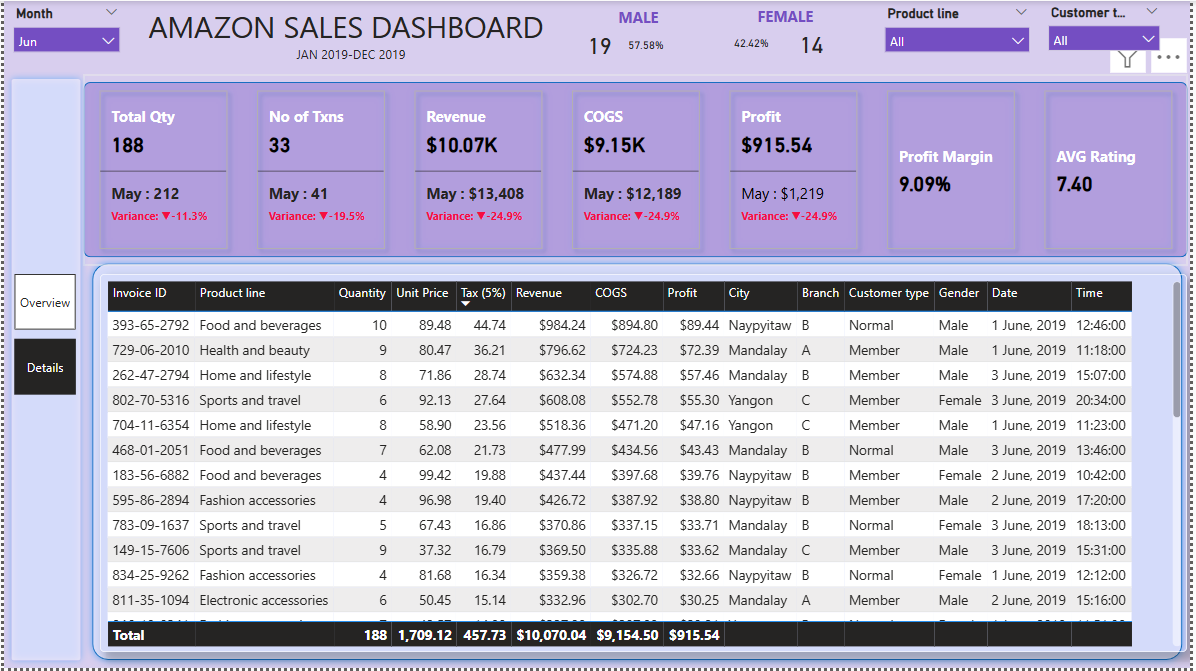 Month
Jun
AMAZON SALES DASHBOARD
JAN 2019-DEC 2019
MALE
19 57.58%
FEMALE
42.42% 14
Product line
All
Customer t...
All
Total Qty
188
May : 212
Variance: ▼-11.3%
No of Txns
33
May : 41
Variance: ▼-19.5%
Revenue
$10.07K
May : $13,408
Variance: ▼-24.9%
COGS
$9.15K
May : $12,189
Variance: ▼-24.9%
Profit
$915.54
May : $1,219
Variance: ▼-24.9%
Profit Margin
9.09%
AVG Rating
7.40
Overview
Details
Invoice ID Product line Quantity Unit Price Tax (5%) Revenue COGS Profit City Branch Customer type Gender Date Time
393-65-2792 Food and beverages 10 89.48 44.74 $984.24 $894.80 $89.44 Naypyitaw B Normal Male 1 June, 2019 12:46:00
729-06-2010 Health and beauty 9 80.47 36.21 $796.62 $724.23 $72.39 Mandalay A Member Male 1 June, 2019 11:18:00
262-47-2794 Home and lifestyle 8 71.86 28.74 $632.34 $574.88 $57.46 Mandalay B Member Male 3 June, 2019 15:07:00
802-70-5316 Sports and travel 6 92.13 27.64 $608.08 $552.78 $55.30 Yangon C Member Female 3 June, 2019 20:34:00
704-11-6354 Home and lifestyle 8 58.90 23.56 $518.36 $471.20 $47.16 Yangon C Member Male 1 June, 2019 11:23:00
468-01-2051 Food and beverages 7 62.08 21.73 $477.99 $434.56 $43.43 Mandalay B Normal Male 3 June, 2019 13:46:00
183-56-6882 Food and beverages 4 99.42 19.88 $437.44 $397.68 $39.76 Naypyitaw B Member Female 2 June, 2019 10:42:00
595-86-2894 Fashion accessories 4 96.98 19.40 $426.72 $387.92 $38.80 Naypyitaw B Member Male 2 June, 2019 17:20:00
783-09-1637 Sports and travel 5 67.43 16.86 $370.86 $337.15 $33.71 Mandalay B Normal Female 3 June, 2019 18:13:00
149-15-7606 Sports and travel 9 37.32 16.79 $369.50 $335.88 $33.62 Mandalay C Member Male 3 June, 2019 15:31:00
834-25-9262 Fashion accessories 4 81.68 16.34 $359.38 $326.72 $32.66 Naypyitaw B Normal Female 1 June, 2019 12:12:00
811-35-1094 Electronic accessories 6 50.45 15.14 $332.96 $302.70 $30.25 Mandalay A Member Male 2 June, 2019 15:16:00
Total 188 1,709.12 457.73 $10,070.04 $9,154.50 $915.54